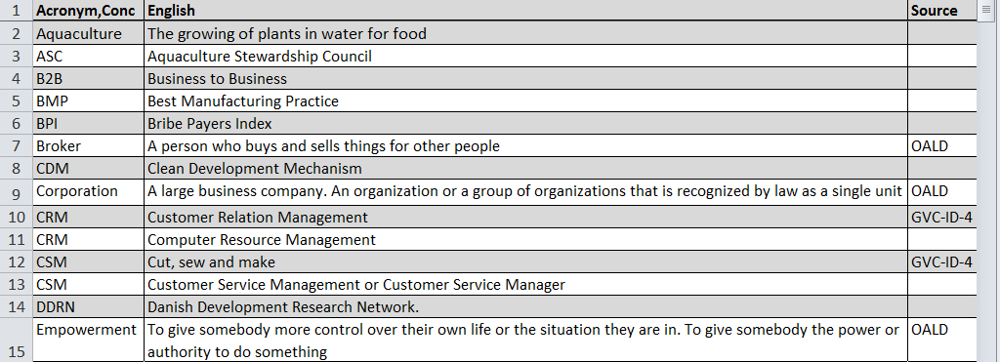 1 Acronym,Conc English Source
2 Aquaculture The growing of plants in water for food
3 ASC Aquaculture Stewardship Council
4 B2B Business to Business
5 BMP Best Manufacturing Practice
6 BPI Bribe Payers Index
7 Broker A person who buys and sells things for other people OALD
8 CDM Clean Development Mechanism
9 Corporation A large business company. An organization or a group of organizations that is recognized by law as a single unit OALD
10 CRM Customer Relation Management GVC-ID-4
11 CRM Computer Resource Management
12 CSM Cut, sew and make GVC-ID-4
13 CSM Customer Service Management or Customer Service Manager
14 DDRN Danish Development Research Network.
Empowerment To give somebody more control over their own life or the situation they are in. To give somebody the power or OALD
15 authority to do something